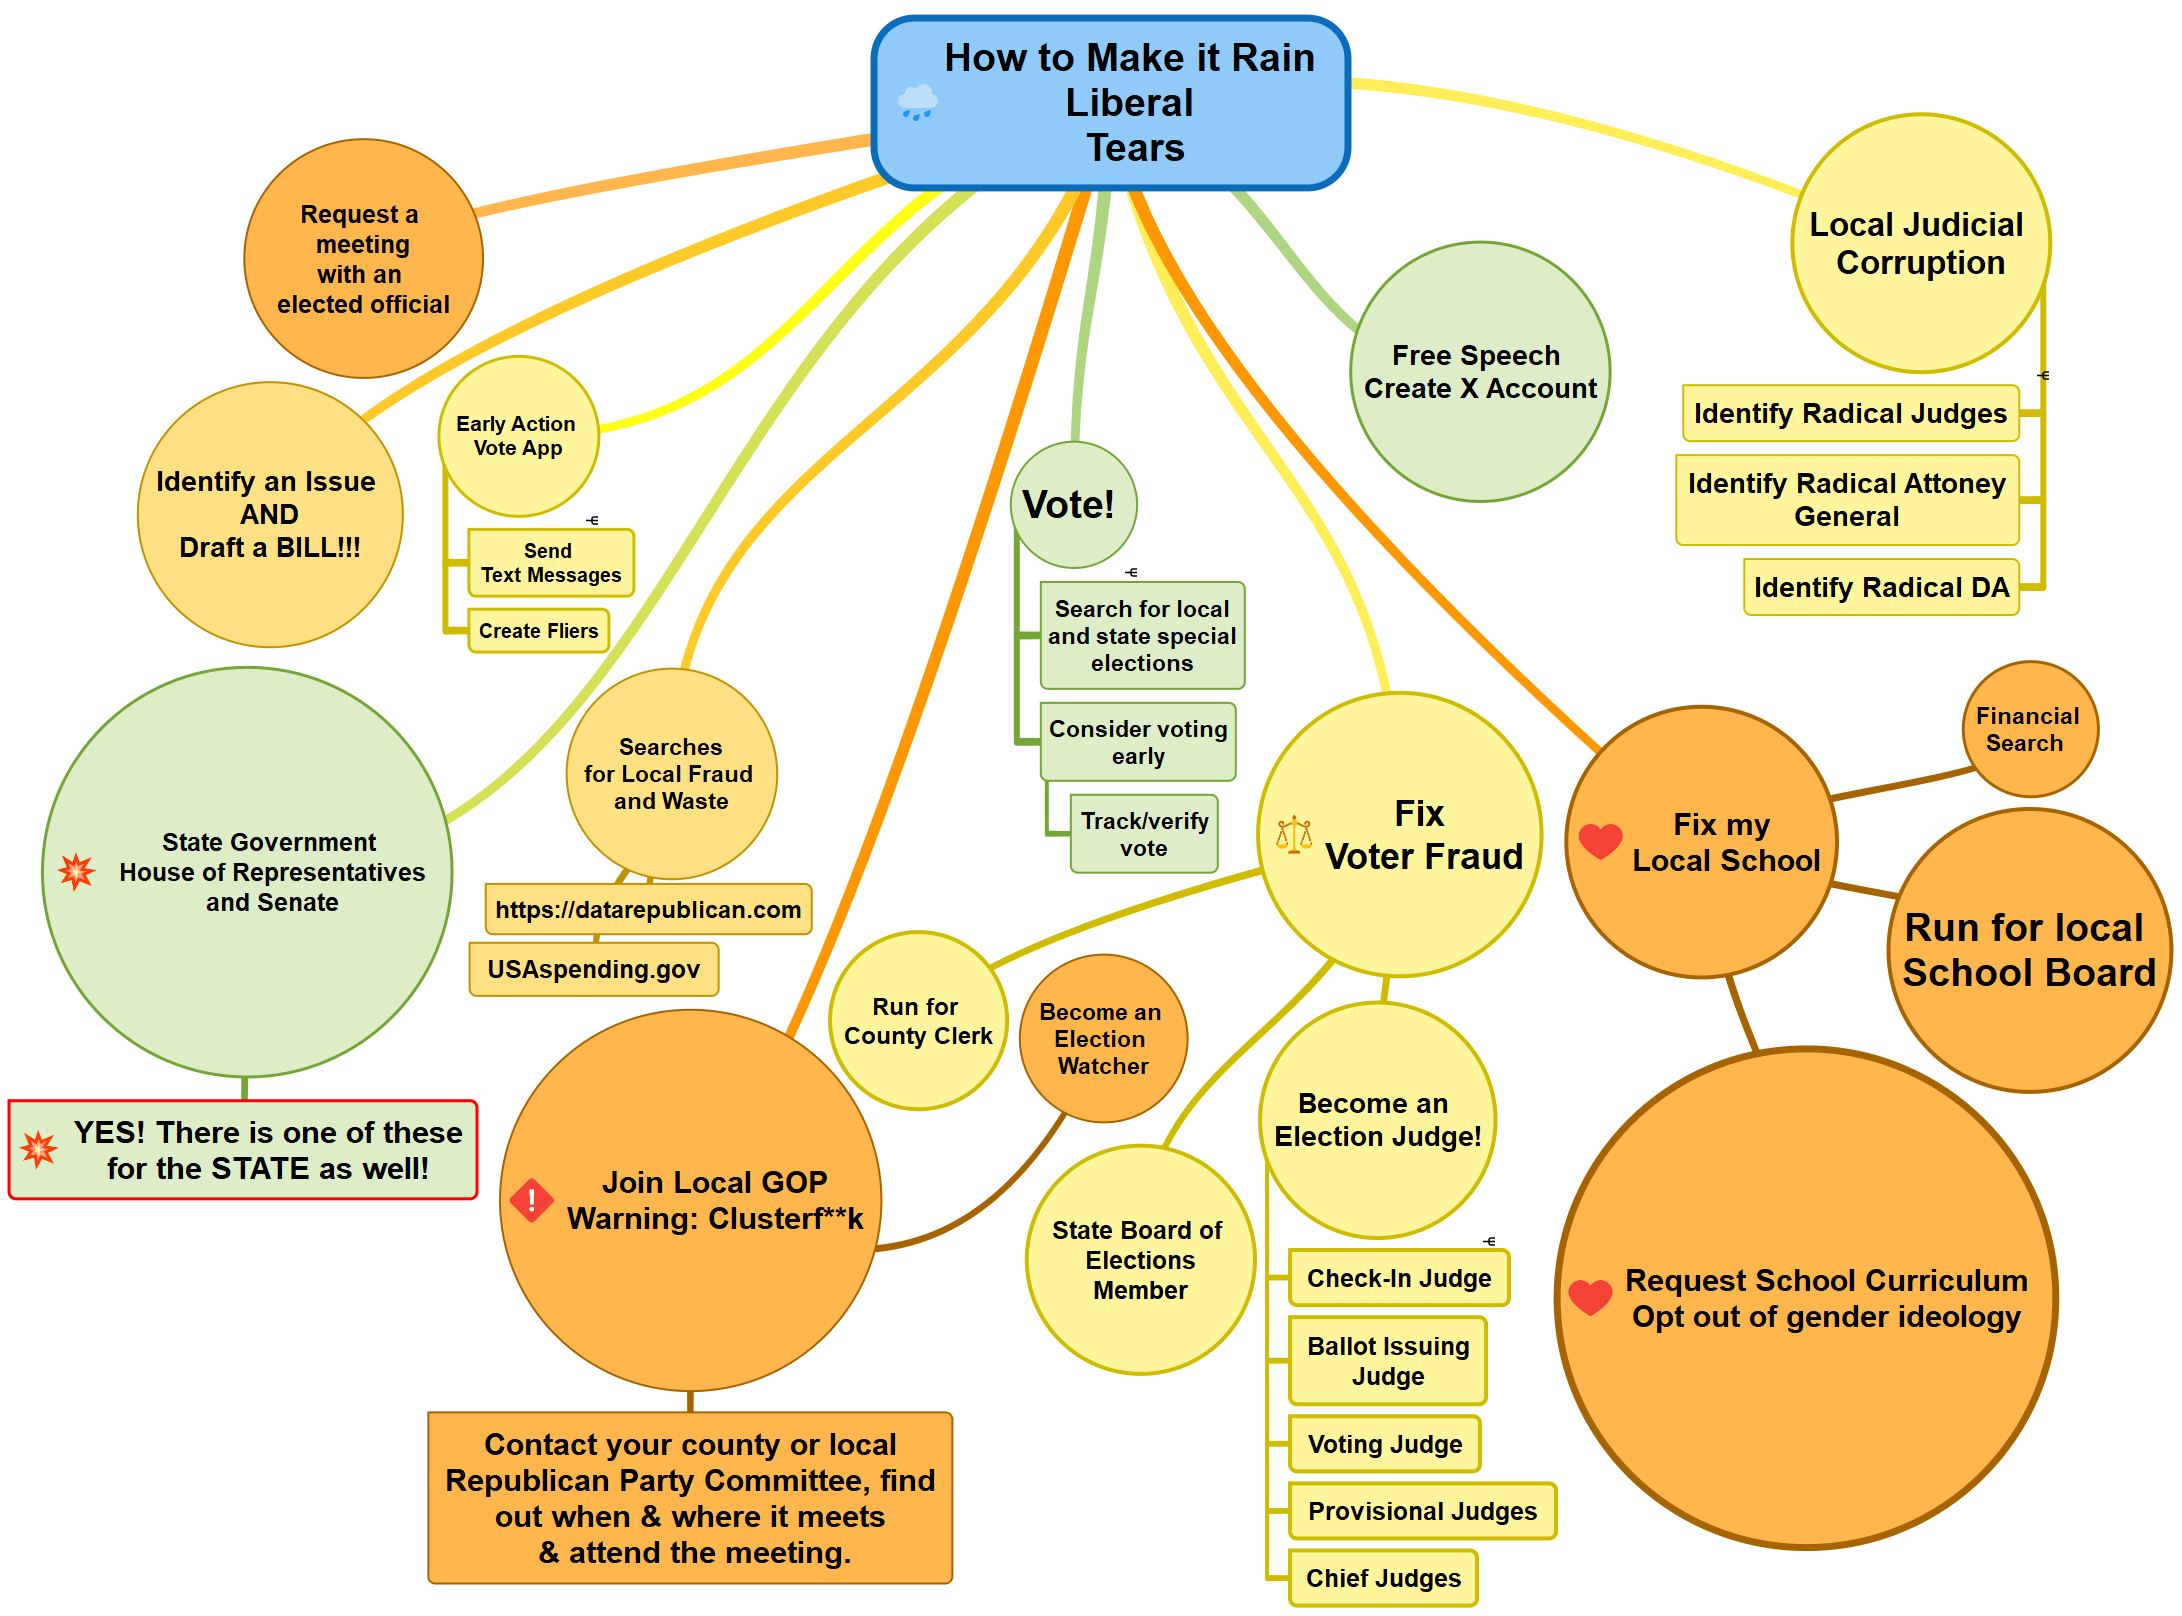 How to Make it Rain
Liberal
Tears
Request a
meeting
with an
elected official
Identify an Issue
AND
Draft a BILL!!!
Early Action
Vote App
Send
Text Messages
Create Fliers
State Government
House of Representatives
and Senate
YES! There is one of these
for the STATE as well!
Searches
for Local Fraud
and Waste
https://datarepublican.com
USAspending.gov
Join Local GOP
Warning: Clusterf**k
Contact your county or local
Republican Party Committee, find
out when & where it meets
& attend the meeting.
Become an
Election
Watcher
Vote!
Search for local
and state special
elections
Consider voting
early
Track/verify
vote
Fix
Voter Fraud
Run for
County Clerk
State Board of
Elections
Member
Become an
Election Judge!
Check-In Judge
Ballot Issuing
Judge
Voting Judge
Provisional Judges
Chief Judges
Fix my
Local School
Financial
Search
Run for local
School Board
Request School Curriculum
Opt out of gender ideology
Free Speech
Create X Account
Local Judicial
Corruption
Identify Radical Judges
Identify Radical Attoney
General
Identify Radical DA